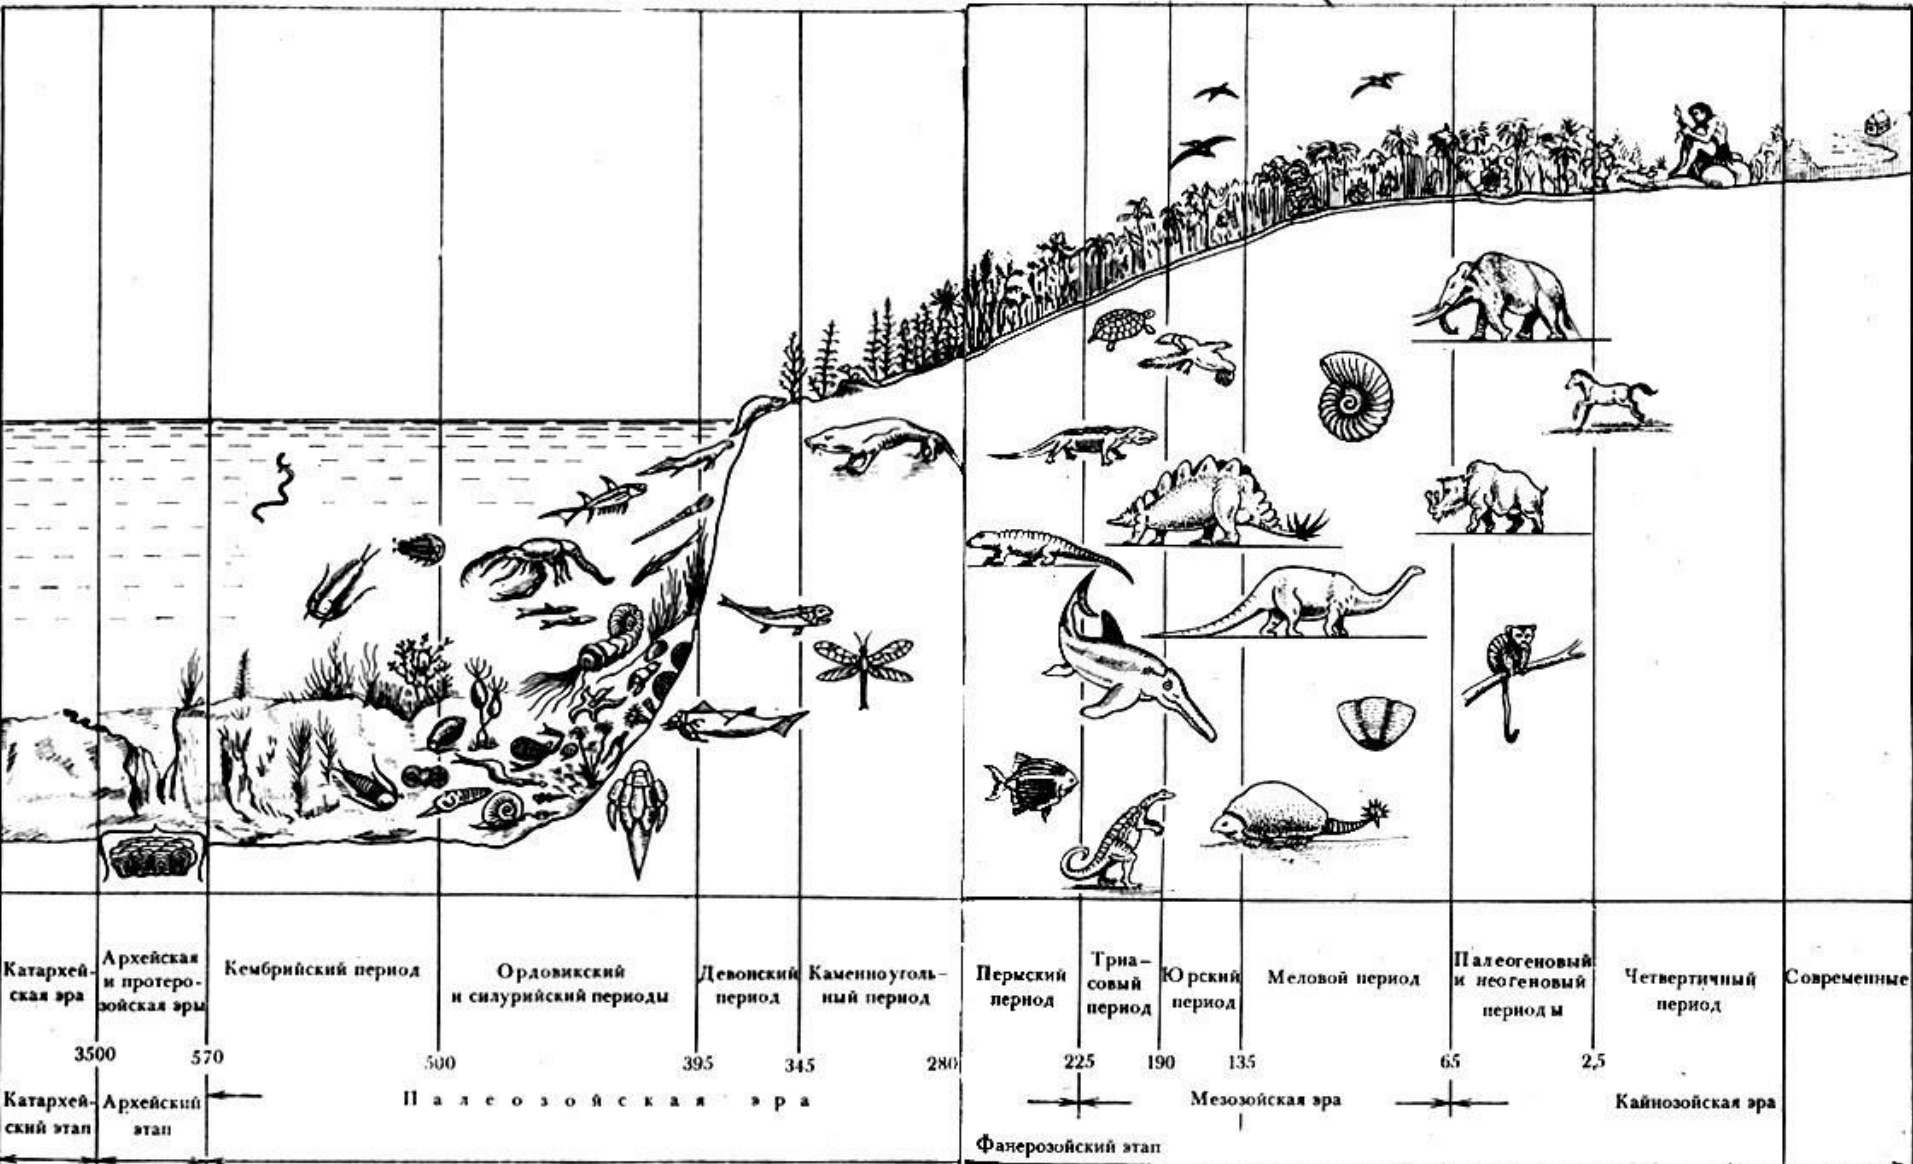 Катархей-
ская эра
Архейская
и протеро-
зойская эры
Кембрийский период
Ордовикский
и силурийский периоды
Девонский
период
Каменноуголь-
ный период
Пермский
период
Триа-
совый
период
Юрский
период
Меловой период
Палеогеновый
и неогеновый
периоды
Четвертичный
период
Современные
3500
570
500
395
345
280
225
190
135
65
2,5
Катархей-
ский этап
Архейский
этап
Палеозойская эра
Мезозойская эра
Кайнозойская эра
Фанерозойский этап